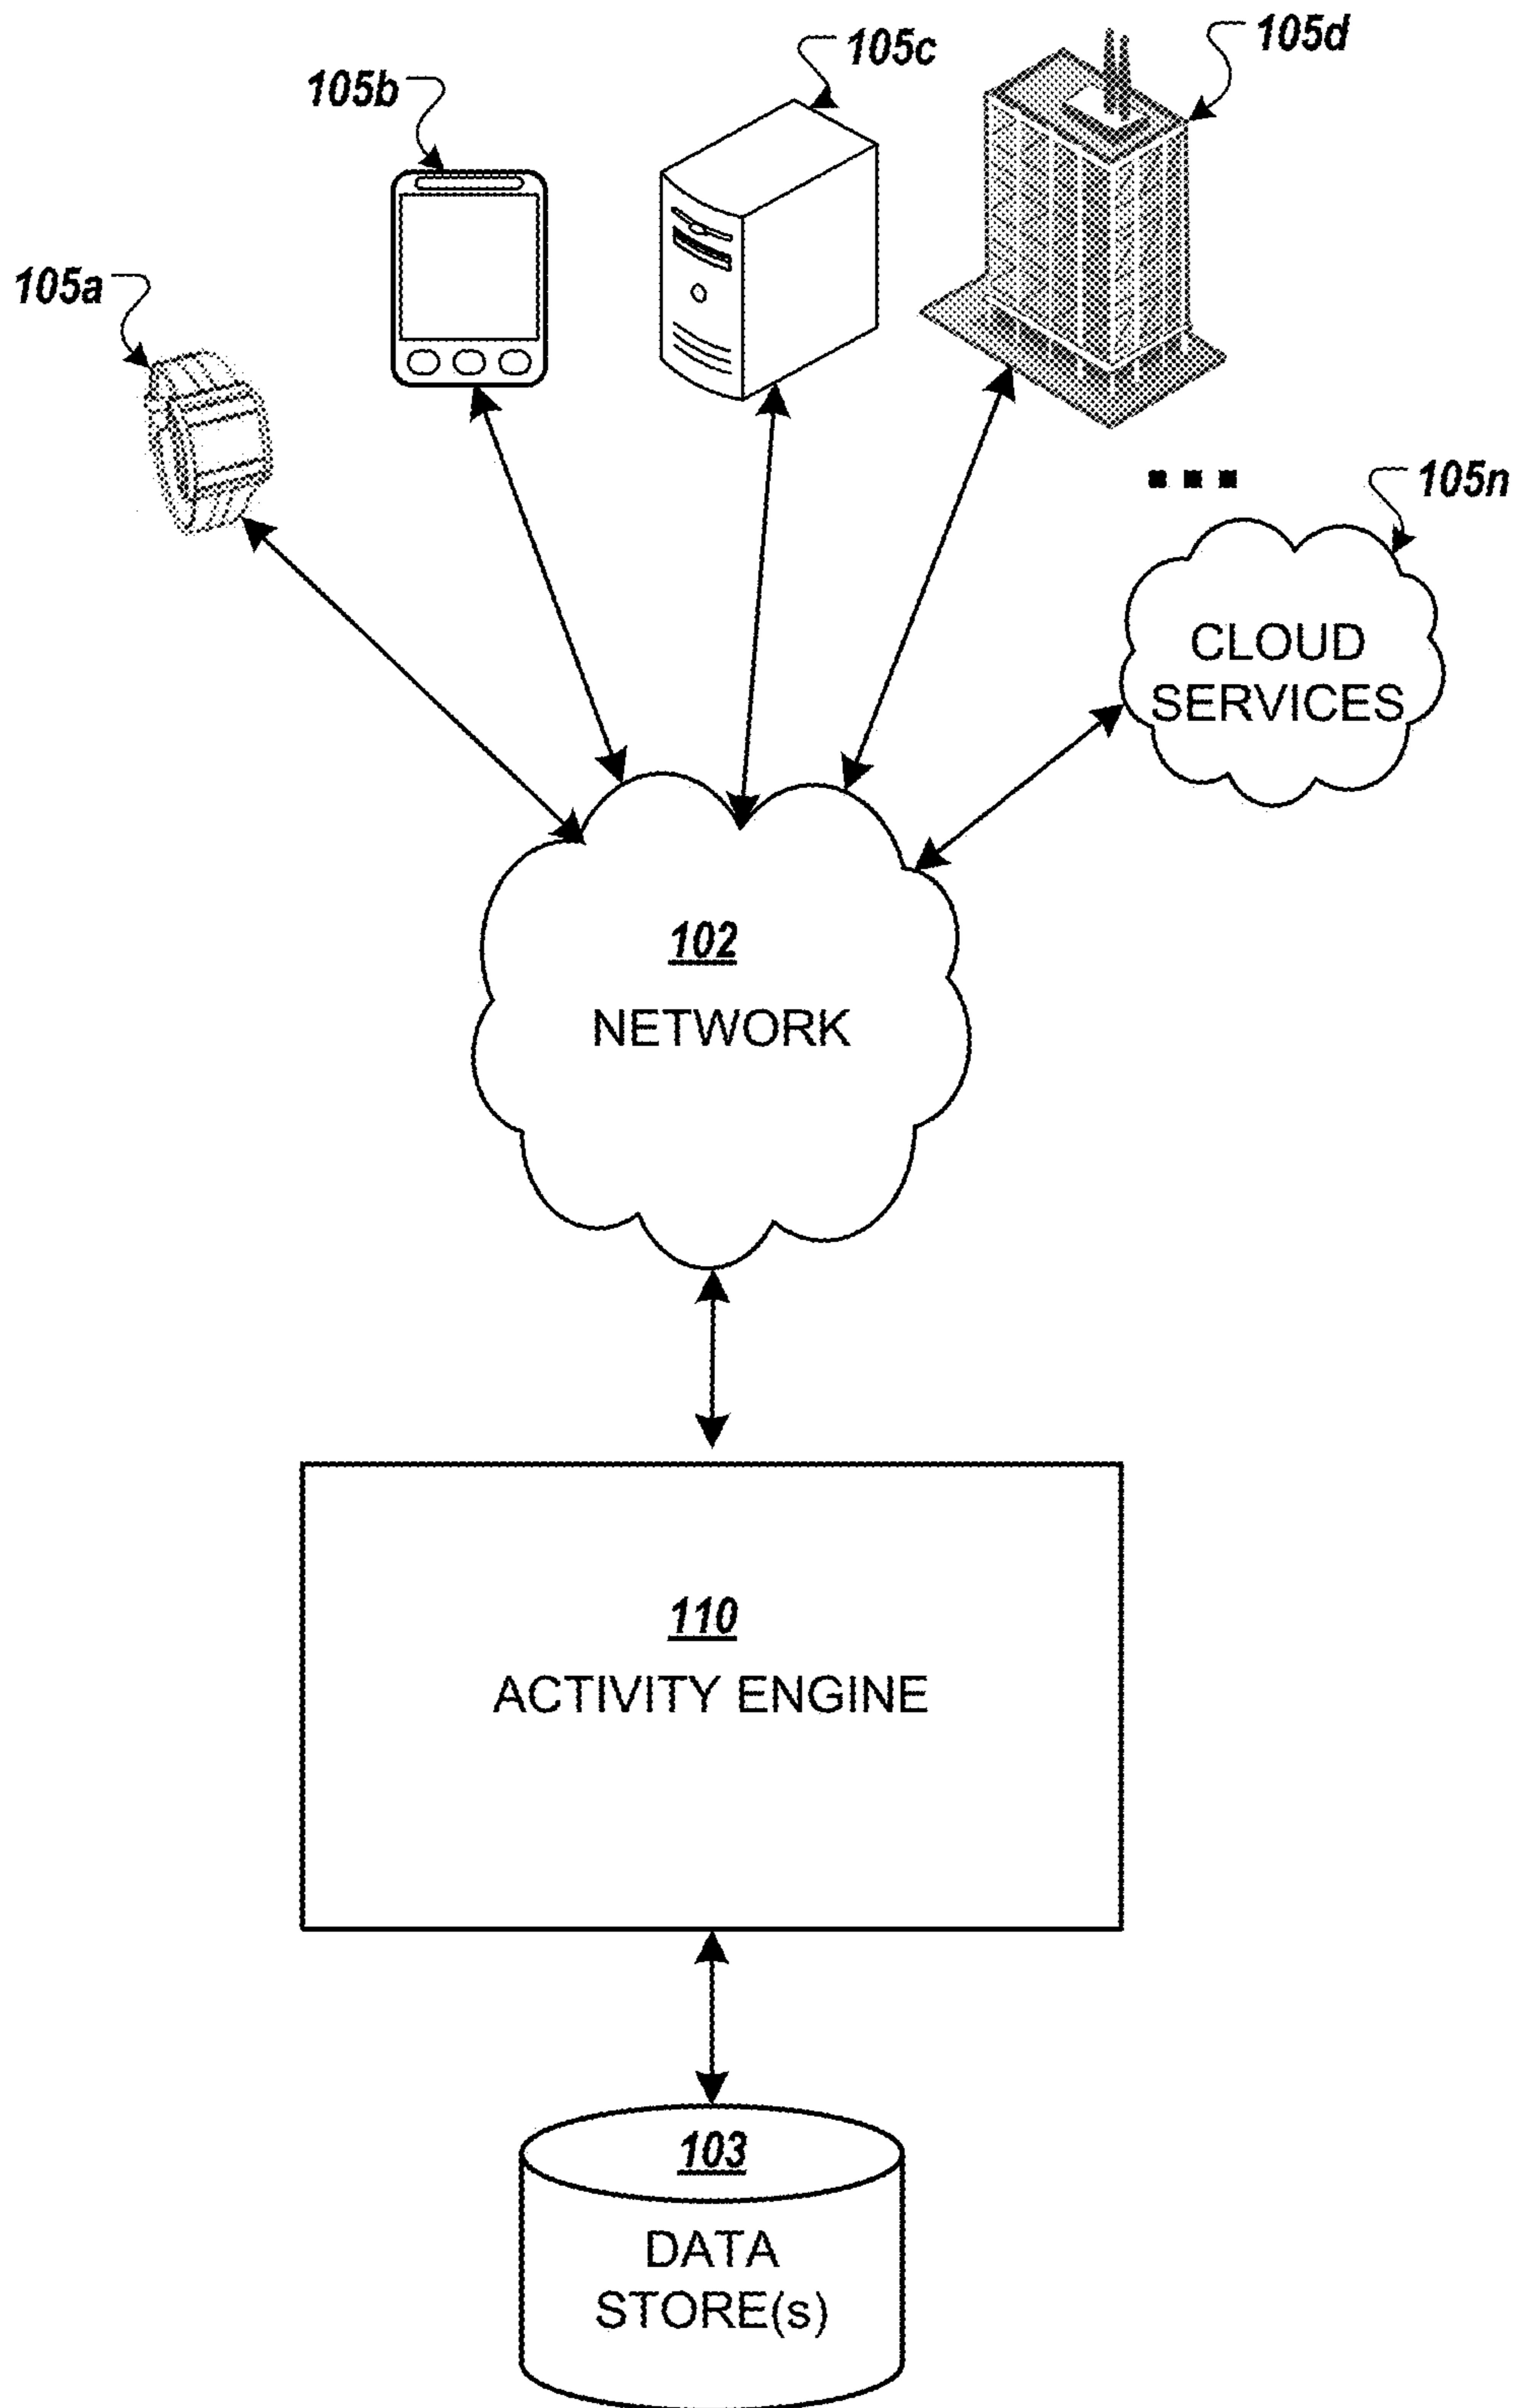 105d
105c
105b
105a
105n
CLOUD
SERVICES
102
NETWORK
110
ACTIVITY ENGINE
103
DATA
STORE(s)